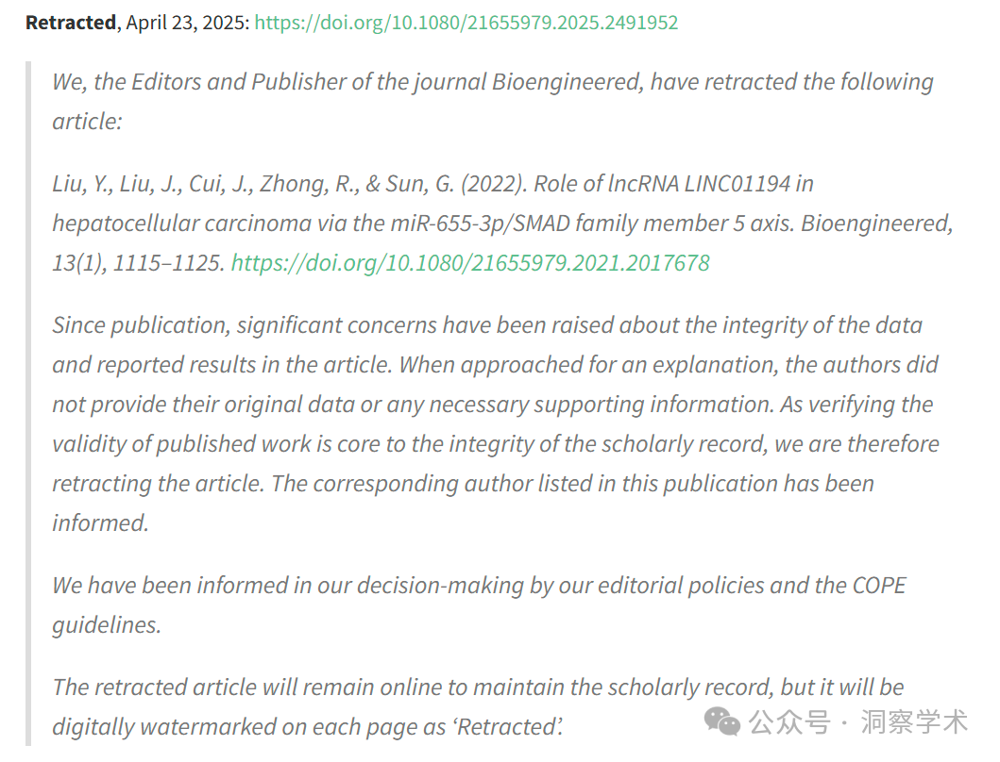 Retracted, April 23, 2025: https://doi.org/10.1080/21655979.2025.2491952
We, the Editors and Publisher of the journal Bioengineered, have retracted the following
article:
Liu, Y., Liu, J., Cui, J., Zhong, R., & Sun, G. (2022). Role of lncRNA LINC01194 in
hepatocellular carcinoma via the miR-655-3p/SMAD family member 5 axis. Bioengineered,
13(1), 1115–1125. https://doi.org/10.1080/21655979.2021.2017678
Since publication, significant concerns have been raised about the integrity of the data
and reported results in the article. When approached for an explanation, the authors did
not provide their original data or any necessary supporting information. As verifying the
validity of published work is core to the integrity of the scholarly record, we are therefore
retracting the article. The corresponding author listed in this publication has been
informed.
We have been informed in our decision-making by our editorial policies and the COPE
guidelines.
The retracted article will remain online to maintain the scholarly record, but it will be
digitally watermarked on each page as ‘Retracted’.
公众号 · 洞察学术